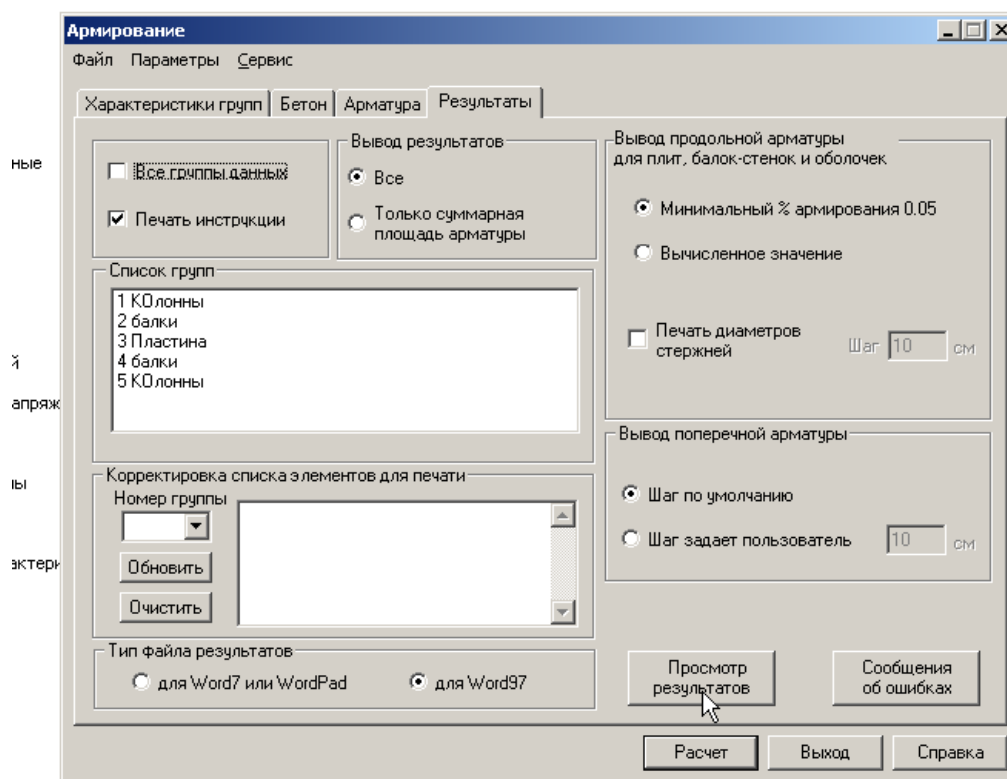 Армирование
Файл Параметры Сервис
Характеристики групп Бетон Арматура Результаты
ные
й
апряж
ы
актери
Все группы данных
Печать инструкции
Вывод результатов
Все
Только суммарная
площадь арматуры
Список групп
1 КОлонны
2 балки
3 Пластина
4 балки
5 КОлонны
Корректировка списка элементов для печати
Номер группы
Обновить
Очистить
Тип файла результатов
для Word7 или WordPad
для Word97
Вывод продольной арматуры
для плит, балок-стенок и оболочек
Минимальный % армирования 0.05
Вычисленное значение
Печать диаметров
стержней
Шаг 10 см
Вывод поперечной арматуры
Шаг по умолчанию
Шаг задает пользователь 10 см
Просмотр
результатов
Сообщения
об ошибках
Расчет Выход Справка